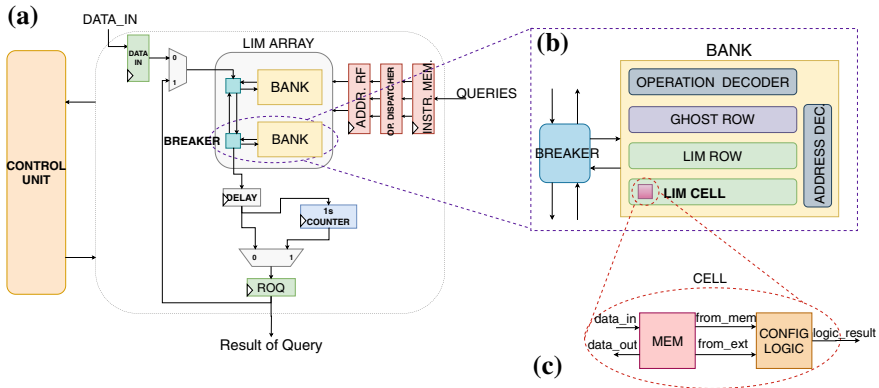 (a)
DATA_IN
DATA
IN
0
1
LIM ARRAY
BANK
BANK
BREAKER
ADDR. RF
OP. DISPATCHER
INSTR. MEM.
QUERIES
CONTROL
UNIT
DELAY
1s
COUNTER
0
1
ROQ
Result of Query
(b)
BANK
OPERATION DECODER
GHOST ROW
LIM ROW
LIM CELL
ADDRESS DEC.
BREAKER
CELL
data_in
data_out
MEM
from_mem
from_ext
CONFIG
LOGIC
logic_result
(c)